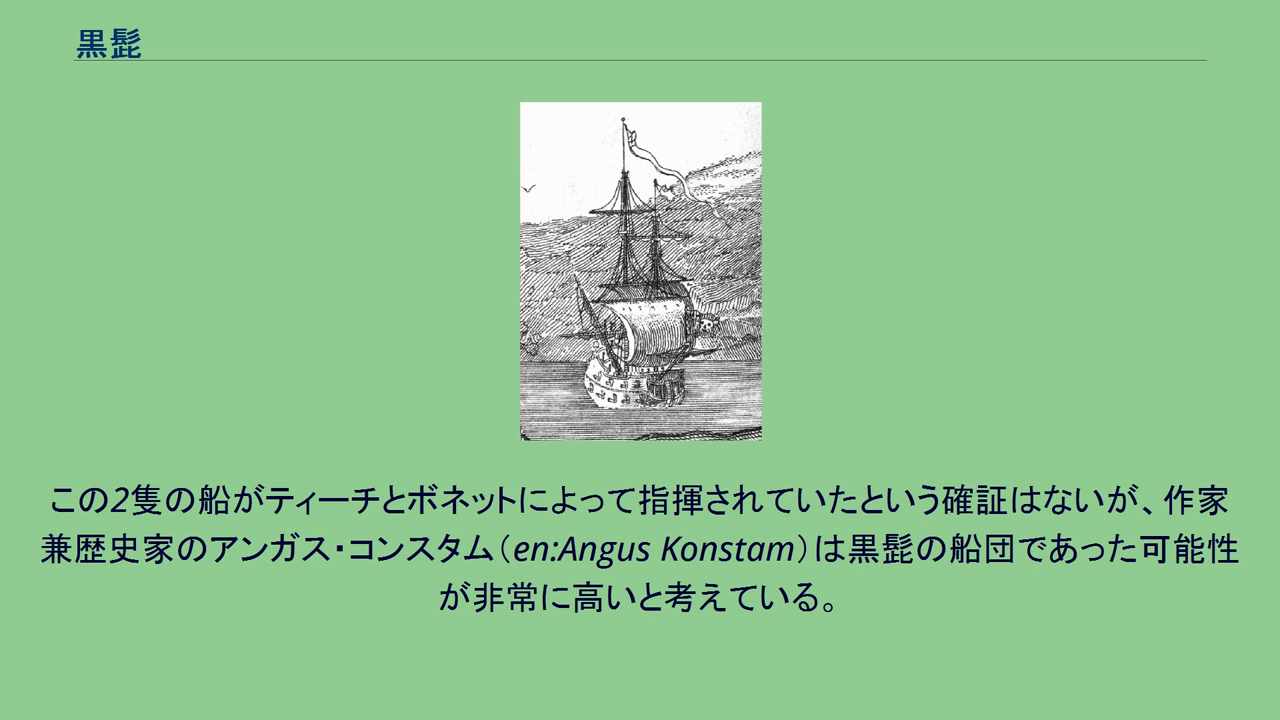 黒髭
この2隻の船がティーチとボネットによって指揮されていたという確証はないが、作家
兼歴史家のアンガス・コンスタム（en:Angus Konstam）は黒髭の船団であった可能性
が非常に高いと考えている。